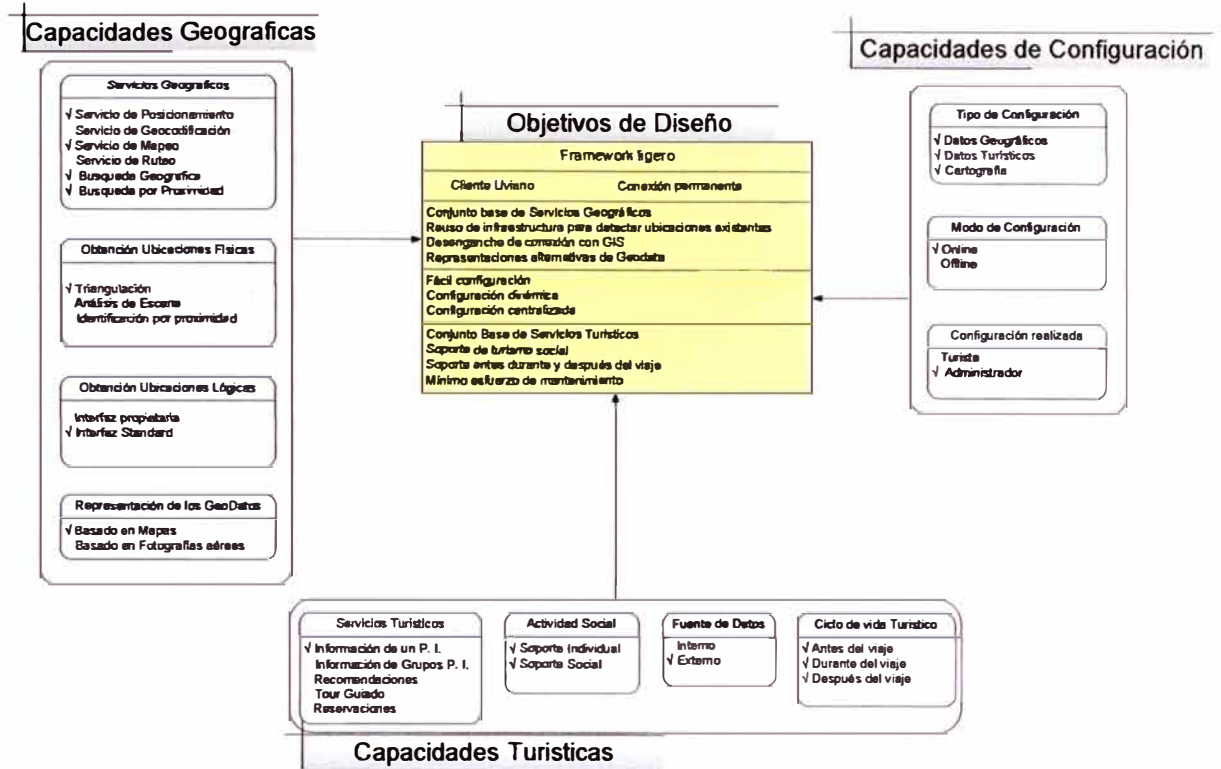 Capacidades Geograficas
Servicios Geograficos
√ Servicio de Posicionamiento
Servicio de Geocodificación
√ Servicio de Mapeo
Servicio de Ruteo
√ Busqueda Geografica
√ Busqueda por Proximidad
Obtención Ubicaciones Físicas
√ Triangulación
Análisis de Escena
Identificación por proximidad
Obtención Ubicaciones Lógicas
Interfaz propietaria
√ Interfaz Standard
Representación de los GeoDatos
√ Basado en Mapas
Basado en Fotografías aéreas
Objetivos de Diseño
Framework ligero
Cliente Liviano Conexión permanente
Conjunto base de Servicios Geográficos
Reuso de infraestructura para detectar ubicaciones existentes
Desenganche de conexión con GIS
Representaciones alternativas de Geodata
Fácil configuración
Configuración dinámica
Configuración centralizada
Conjunto Base de Servicios Turísticos
Soporte de turismo social
Soporte antes durante y después del viaje
Mínimo esfuerzo de mantenimiento
Capacidades de Configuración
Tipo de Configuración
√ Datos Geográficos
√ Datos Turísticos
√ Cartografía
Modo de Configuración
√ Online
Offline
Configuración realizada
Turista
√ Administrador
Servicios Turísticos
√ Información de un P. I.
Información de Grupos P. I.
Recomendaciones
Tour Guiado
Reservaciones
Actividad Social
√ Soporte Individual
√ Soporte Social
Fuente de Datos
Interno
√ Externo
Ciclo de vida Turístico
√ Antes del viaje
√ Durante del viaje
√ Después del viaje
Capacidades Turisticas